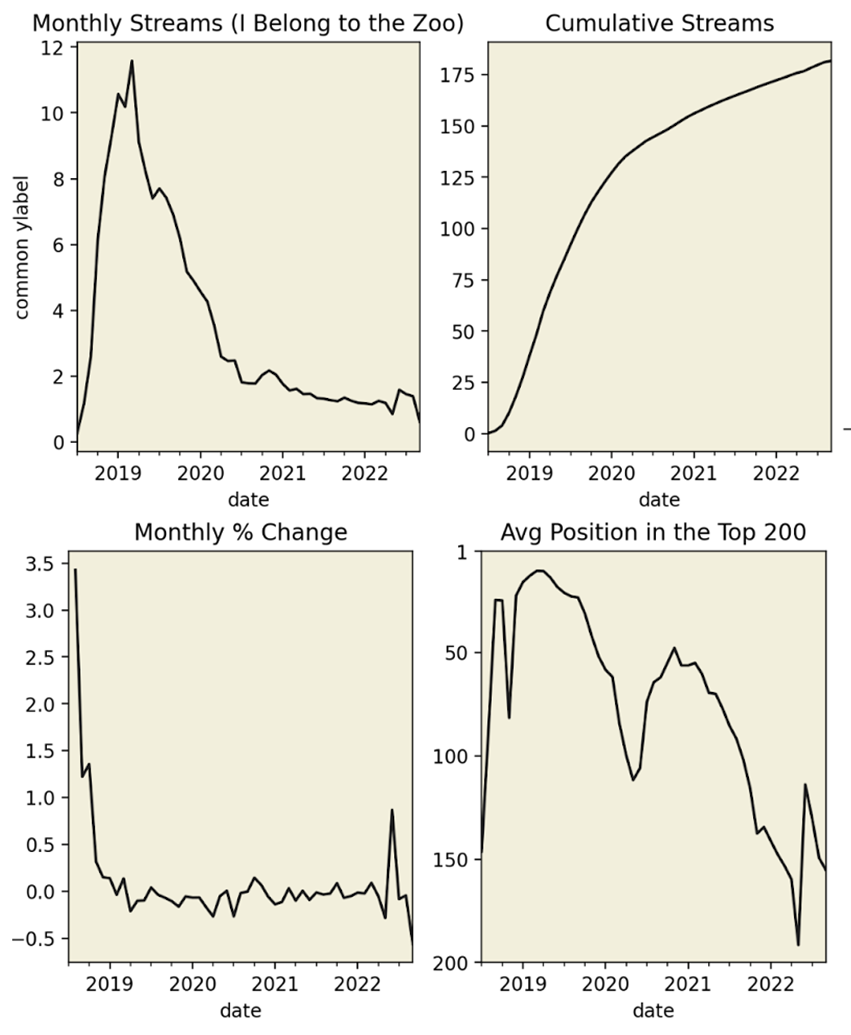 Monthly Streams (I Belong to the Zoo)
12
10
8
6
4
2
0
common ylabel
2019 2020 2021 2022
date
Cumulative Streams
175
150
125
100
75
50
25
0
2019 2020 2021 2022
date
Monthly % Change
3.5
3.0
2.5
2.0
1.5
1.0
0.5
0.0
−0.5
2019 2020 2021 2022
date
Avg Position in the Top 200
1
50
100
150
200
2019 2020 2021 2022
date